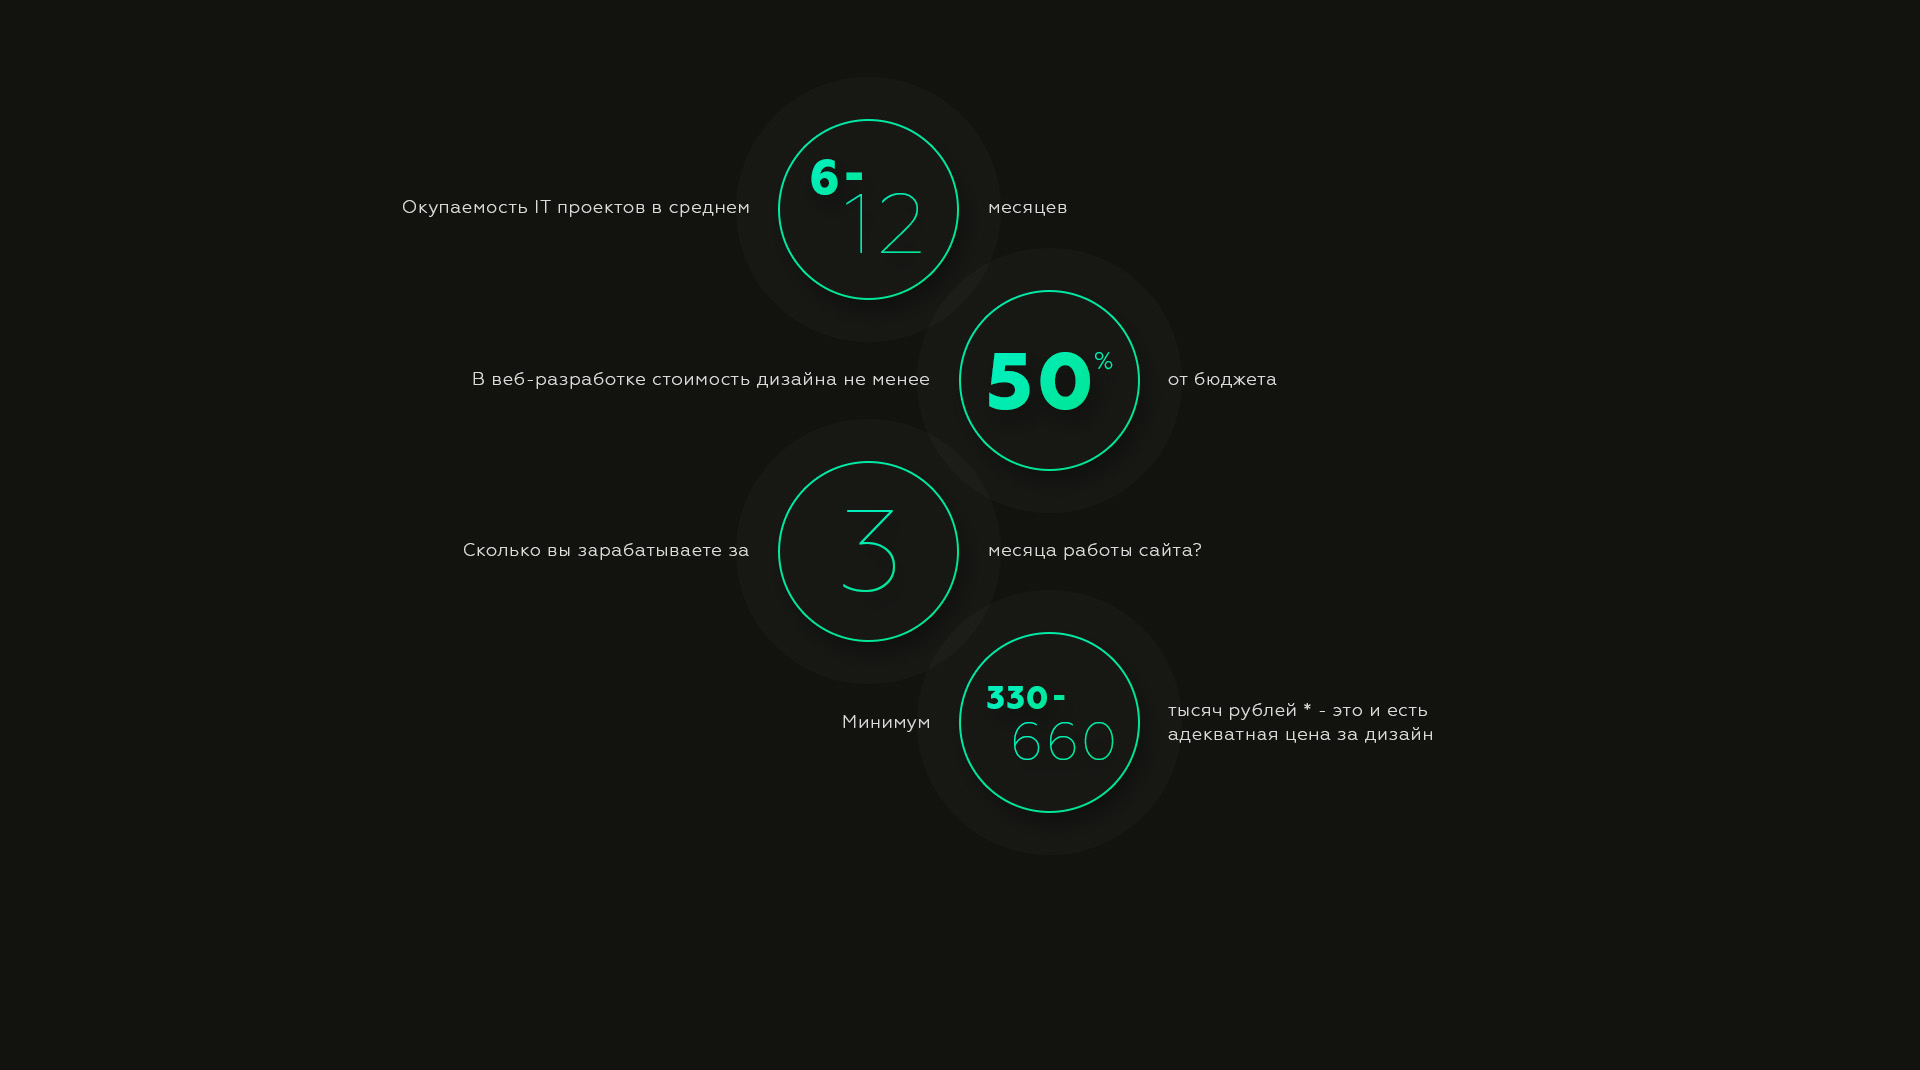 6-
Окупаемость IT проектов в среднем 12 месяцев
В веб-разработке стоимость дизайна не менее 50% от бюджета
Сколько вы зарабатываете за 3 месяца работы сайта?
330-
Минимум 660 тысяч рублей * - это и есть
адекватная цена за дизайн